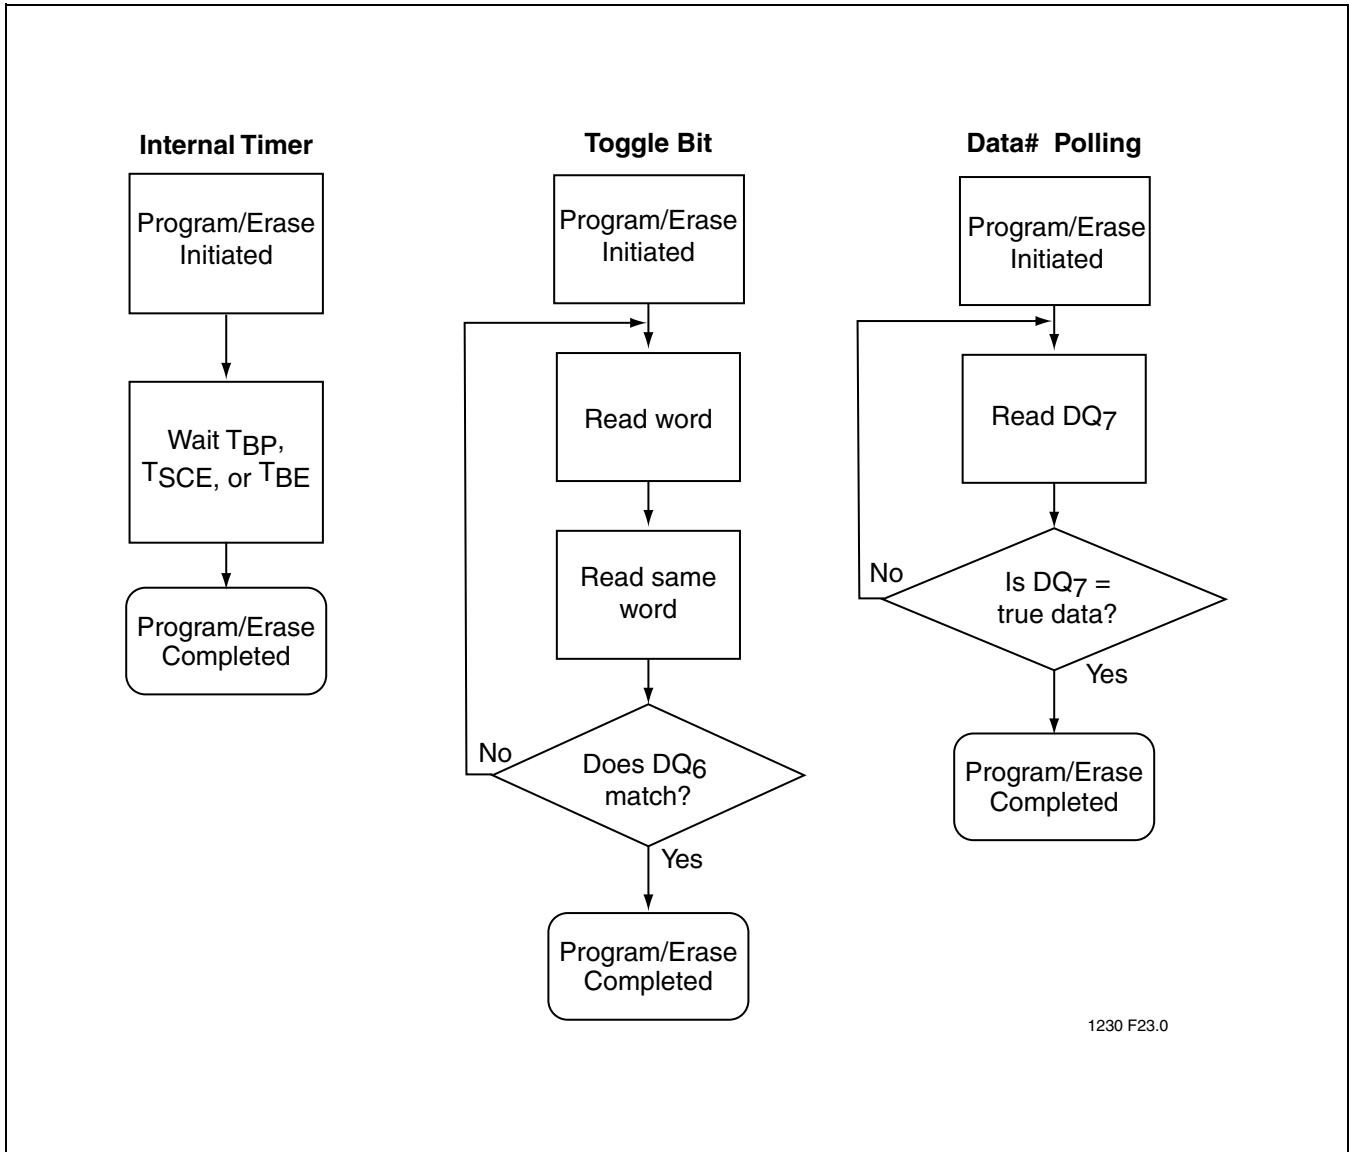 Internal Timer
Program/Erase
Initiated
Wait TBP,
TSCE, or TBE
Program/Erase
Completed
Toggle Bit
Program/Erase
Initiated
Read word
Read same
word
Does DQ6
match?
No
Yes
Program/Erase
Completed
Data# Polling
Program/Erase
Initiated
Read DQ7
Is DQ7 =
true data?
No
Yes
Program/Erase
Completed
1230 F23.0